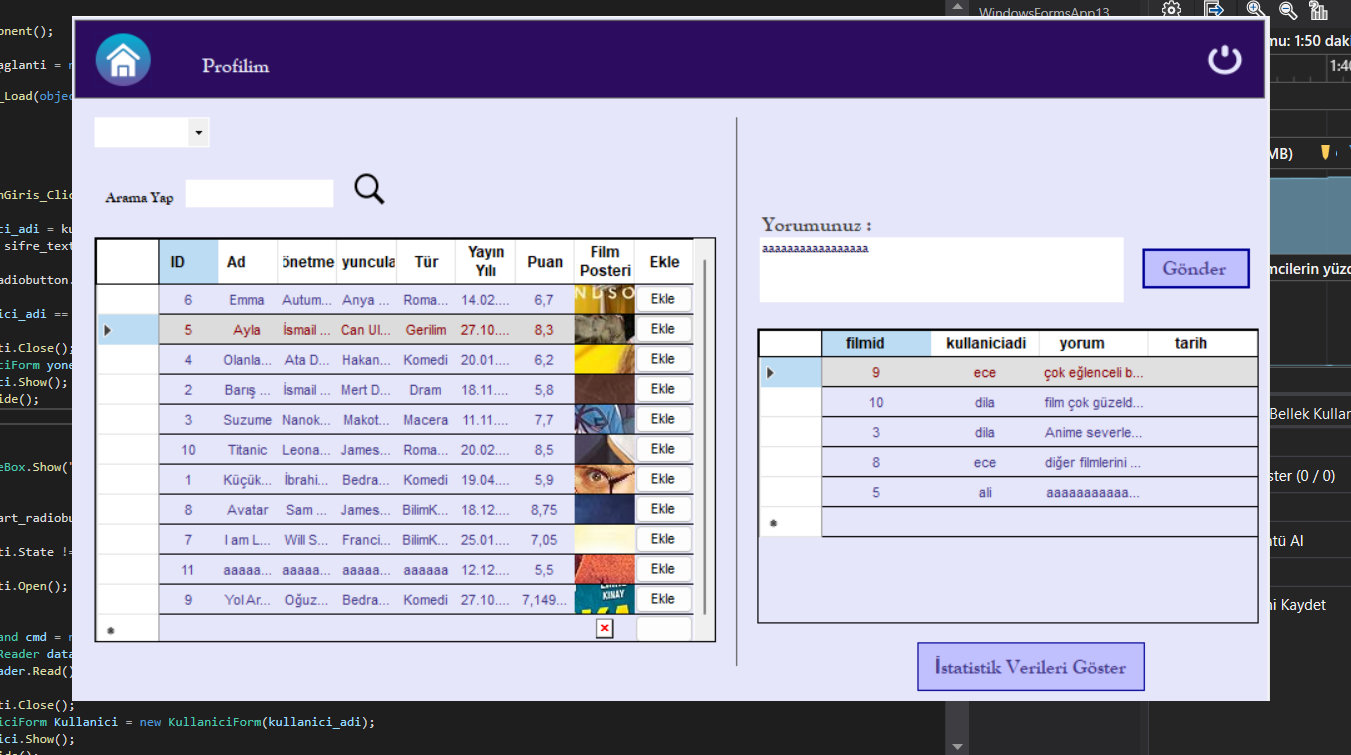 WindowsFormsApp13
onent();
aglanti =
_Load(object
nGiris_Clic
ci_adi = ku
sifre_text
radiobutton.
ici_adi ==
ti.Close();
ciForm yone
ci.Show();
ide();
eBox.Show("
art_radiobu
ti.State !=
ti.Open();
and cmd =
Reader data
ader.Read()
ti.Close();
iciForm Kullanici = new KullaniciForm(kullanici_adi);
ici.Show();
Profilim
Arama Yap
ID Ad önetme yuncula Tür Yayın Yılı Puan Film Posteri Ekle
6 Emma Autum... Anya ... Roma... 14.02.... 6,7 NDSO Ekle
5 Ayla İsmail ... Can Ul... Gerilim 27.10.... 8,3 Ekle
4 Olanla... Ata D... Hakan... Komedi 20.01.... 6,2 Ekle
2 Barış ... İsmail ... Mert D... Dram 18.11.... 5,8 Ekle
3 Suzume Nanok... Makot... Macera 11.11.... 7,7 Ekle
10 Titanic Leona... James... Roma... 20.02.... 8,5 Ekle
1 Küçük... İbrahi... Bedra... Komedi 19.04.... 5,9 Ekle
8 Avatar Sam ... James... BilimK... 18.12.... 8,75 Ekle
7 I am L... Will S... Franci... BilimK... 25.01.... 7,05 Ekle
11 aaaaa... aaaaa... aaaaa... aaaaaa 12.12.... 5,5 Ekle
9 Yol Ar... Oğuz... Bedra... Komedi 27.10.... 7,149... KINAY Ekle
Yorumunuz :
aaaaaaaaaaaaaaaaa
Gönder
filmid kullaniciadi yorum tarih
9 ece çok eğlenceli b...
10 dila film çok güzeld...
3 dila Anime severle...
8 ece diğer filmlerini ...
5 ali aaaaaaaaaaa...
İstatistik Verileri Göster
mu: 1:50 daki
1:40
MB)
ncilerin yüzd
Bellek Kullan
ster (0 / 0)
tü Al
ni Kaydet